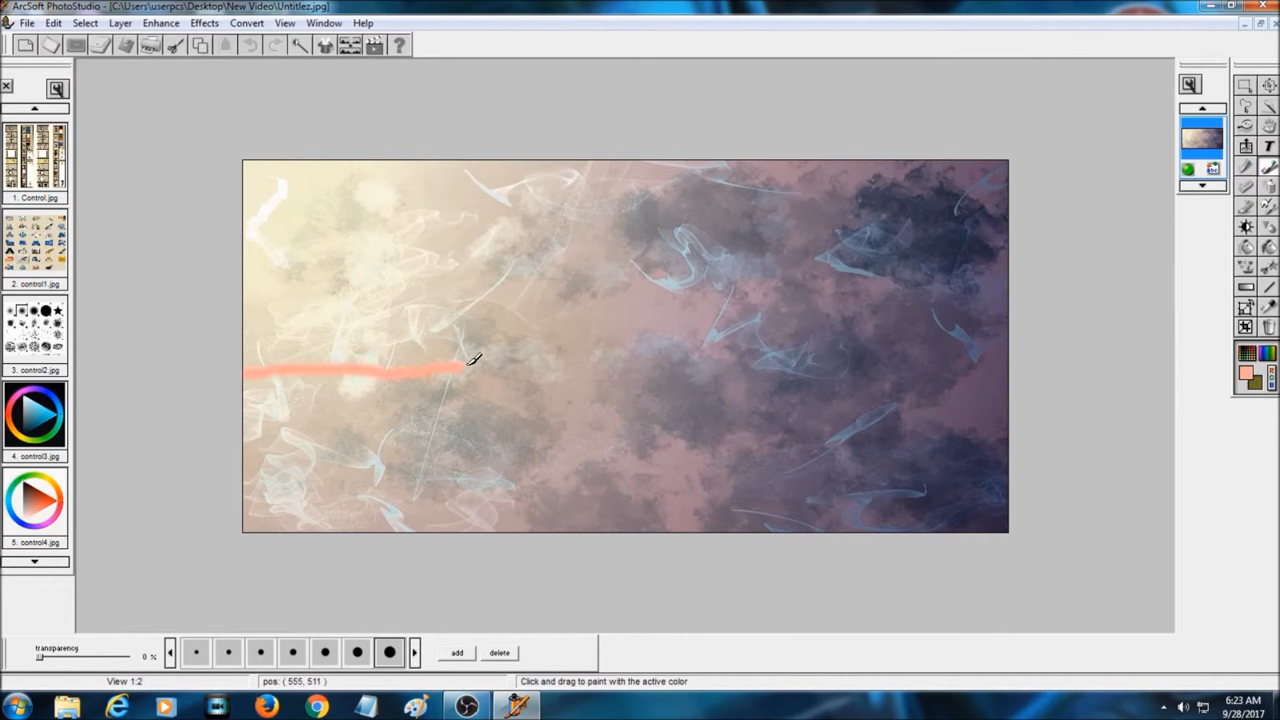 ArcSoft PhotoStudio - [C:\Users\userpcs\Desktop\New Video\Untitlez.jpg]
File Edit Select Layer Enhance Effects Convert View Window Help
1. Control.jpg
2. control1.jpg
3. control2.jpg
4. control3.jpg
5. control4.jpg
abc
T
R
G
B
transparency
0 %
add
delete
View 1:2
pos: ( 555, 511 )
Click and drag to paint with the active color
6:23 AM
9/28/2017